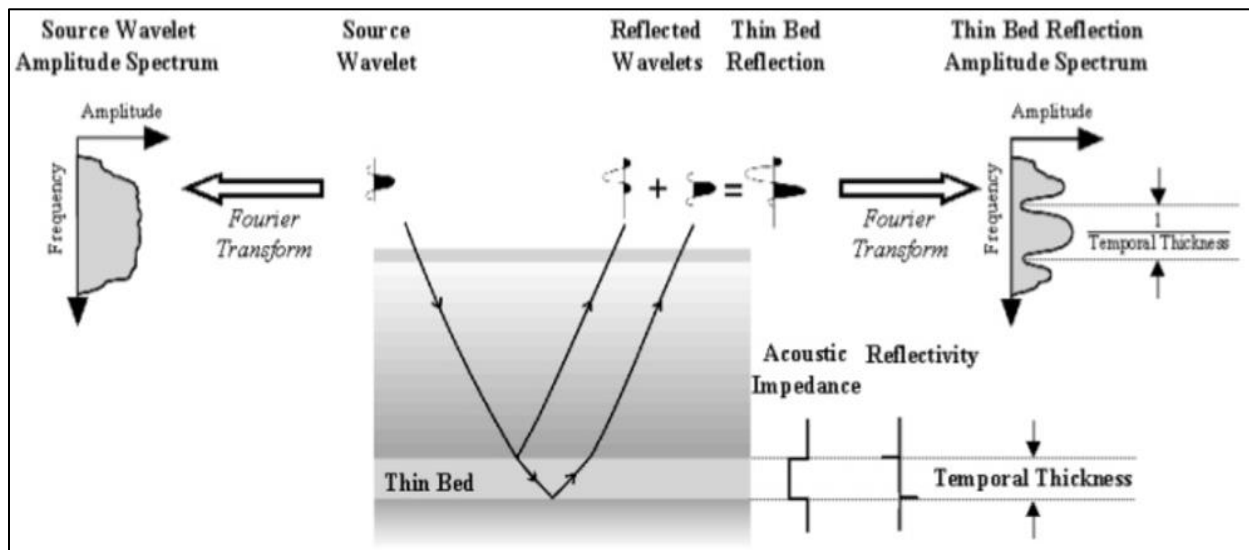 Source Wavelet
Amplitude Spectrum
Source
Wavelet
Reflected
Wavelets
Thin Bed
Reflection
Thin Bed Reflection
Amplitude Spectrum
Amplitude
Frequency
Fourier
Transform
+
=
Fourier
Transform
Amplitude
Frequency
1
Temporal Thickness
Acoustic
Impedance
Reflectivity
Thin Bed
Temporal Thickness